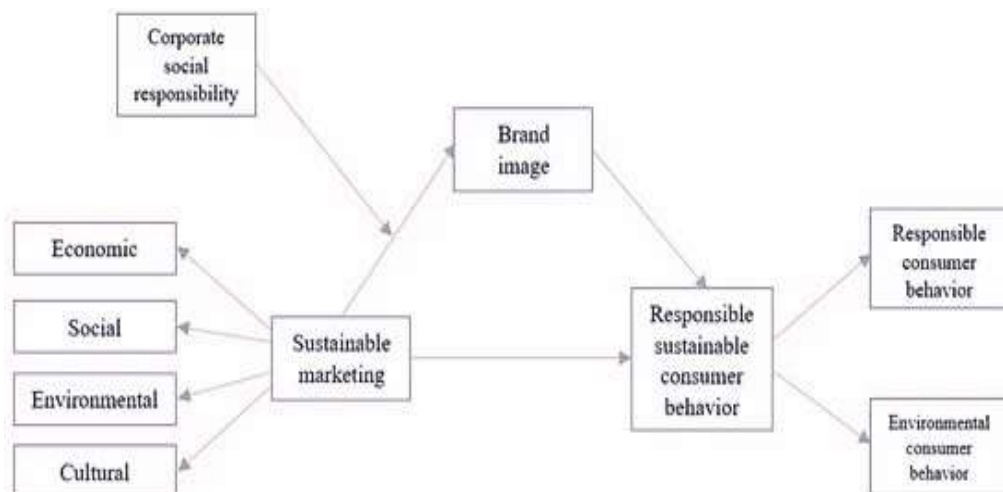 Corporate
social
responsibility
Brand
image
Economic
Social
Environmental
Cultural
Sustainable
marketing
Responsible
sustainable
consumer
behavior
Responsible
consumer
behavior
Environmental
consumer
behavior